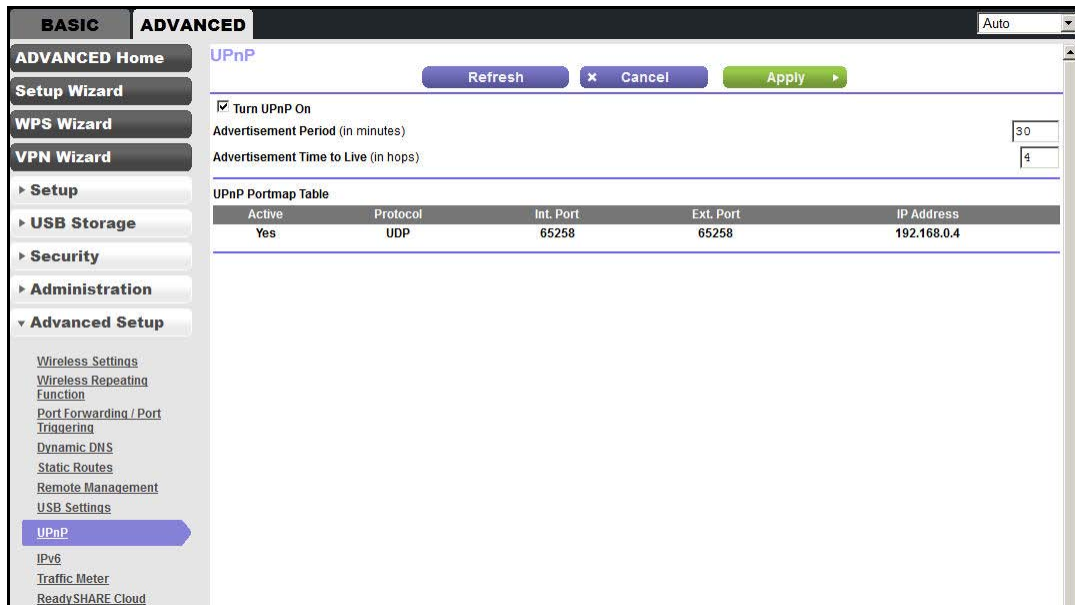 BASIC ADVANCED Auto
ADVANCED Home
Setup Wizard
WPS Wizard
VPN Wizard
Setup
USB Storage
Security
Administration
Advanced Setup
Wireless Settings
Wireless Repeating
Function
Port Forwarding / Port
Triggering
Dynamic DNS
Static Routes
Remote Management
USB Settings
UPnP
IPv6
Traffic Meter
ReadySHARE Cloud
UPnP
Refresh Cancel Apply
Turn UPnP On
Advertisement Period (in minutes) 30
Advertisement Time to Live (in hops) 4
UPnP Portmap Table
Active Protocol Int. Port Ext. Port IP Address
Yes UDP 65258 65258 192.168.0.4